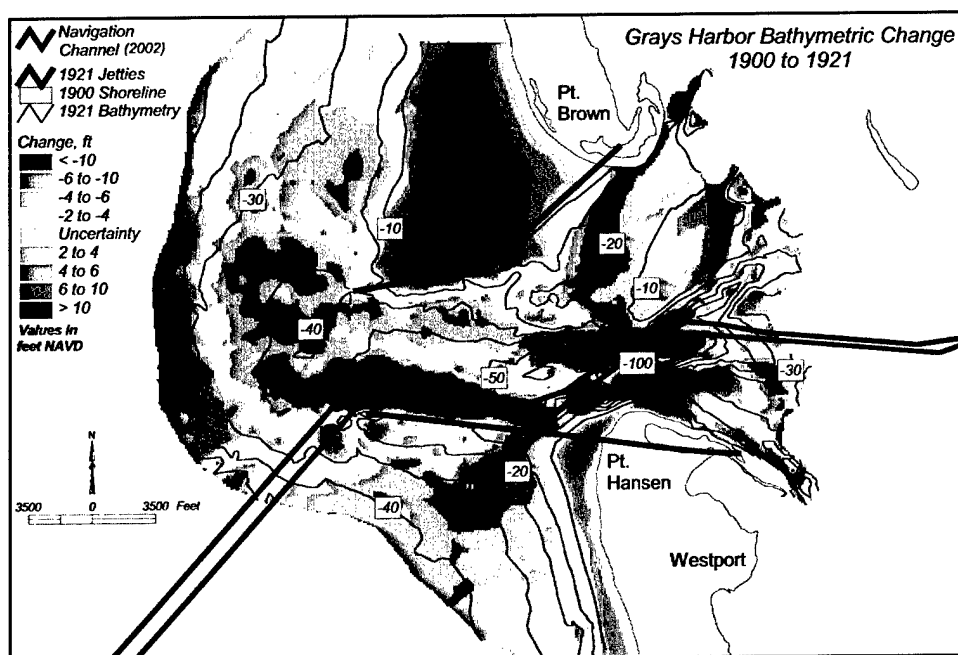 Grays Harbor Bathymetric Change
1900 to 1921
Navigation
Channel (2002)
1921 Jetties
1900 Shoreline
1921 Bathymetry
Change, ft
< -10
-6 to -10
-4 to -6
-2 to -4
Uncertainty
2 to 4
4 to 6
6 to 10
> 10
Values in
feet NAVD
N
3500 0 3500 Feet
Pt.
Brown
-30
-10
-20
-10
-40
-100
-50
-30
-20
-40
Pt.
Hansen
Westport